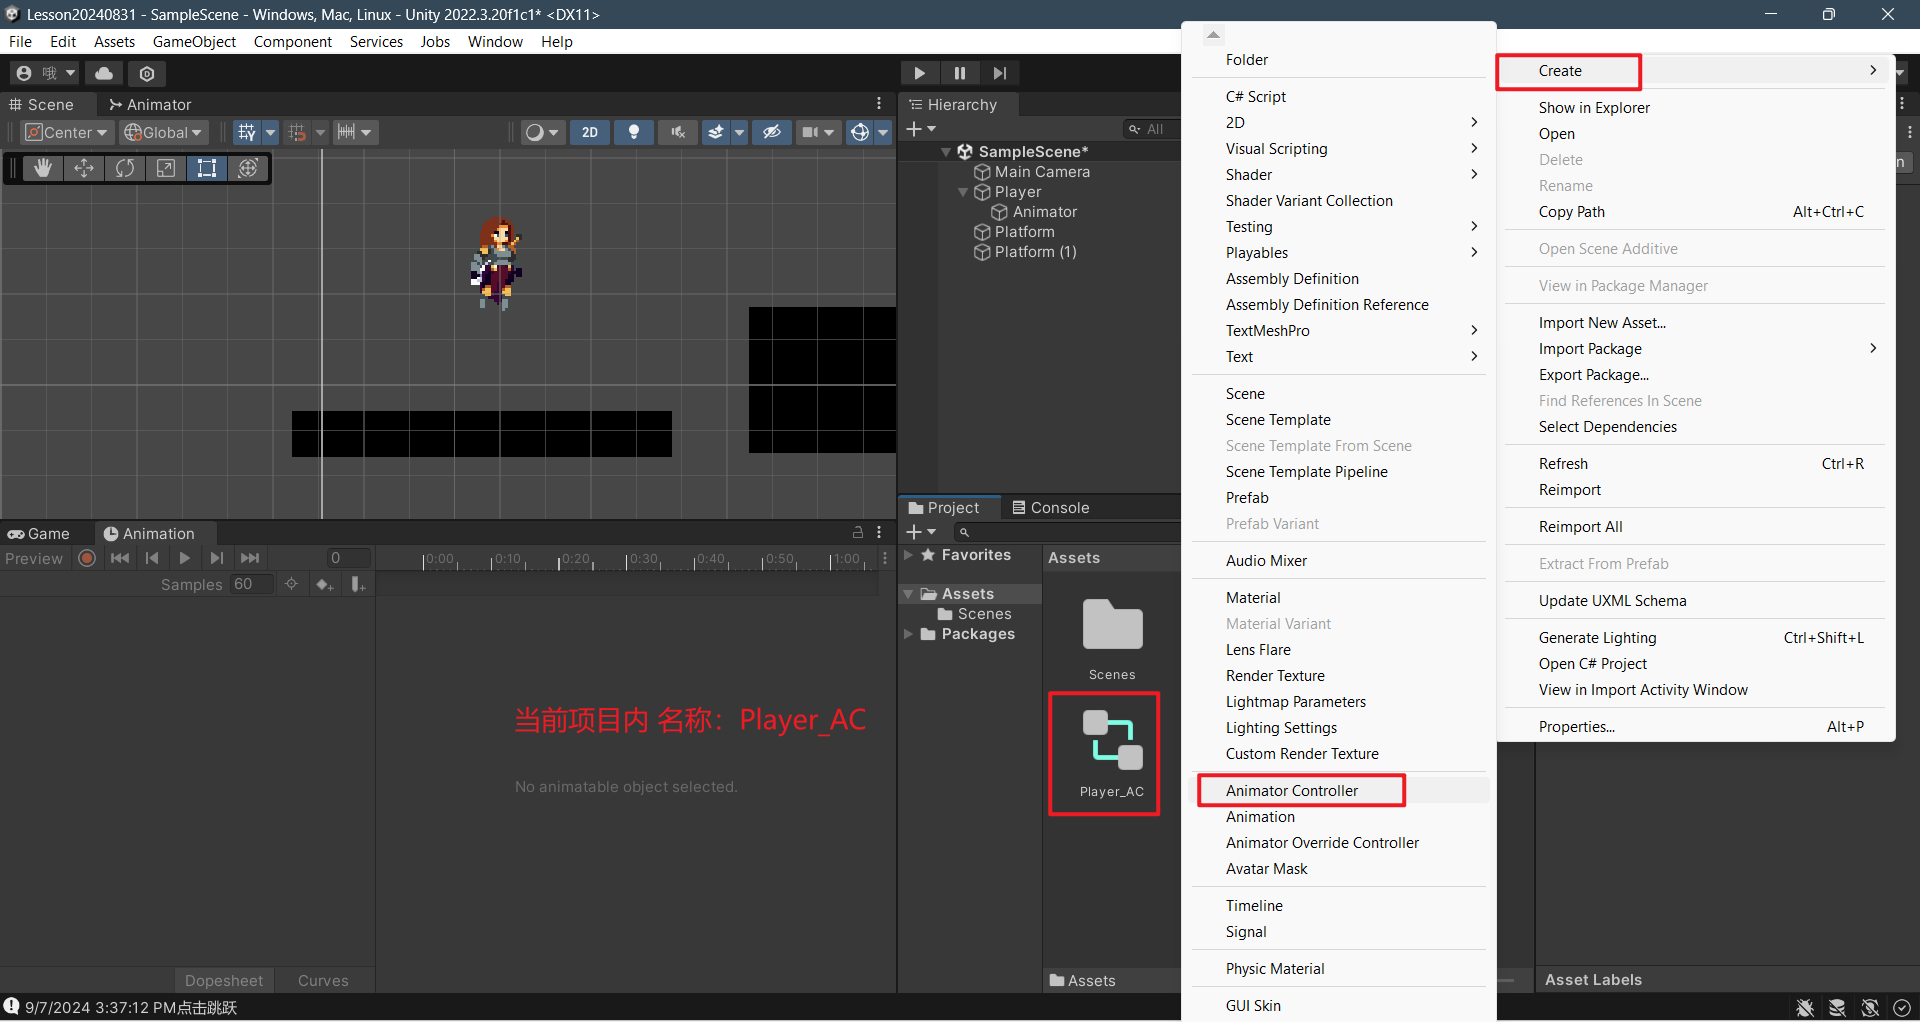 Lesson20240831 - SampleScene - Windows, Mac, Linux - Unity 2022.3.20f1c1* <DX11>
File Edit Assets GameObject Component Services Jobs Window Help
哦
Scene Animator
Center Global 2D
Hierarchy
All
SampleScene*
Main Camera
Player
Animator
Platform
Platform (1)
Game Animation
Preview 0 0:00 0:10 0:20 0:30 0:40 0:50 1:00
Samples 60
当前项目内 名称：Player_AC
No animatable object selected.
Dopesheet Curves
9/7/2024 3:37:12 PM点击跳跃
Project Console
Favorites
Assets
Scenes
Packages
Assets
Scenes
Player_AC
Assets
Folder
C# Script
2D
Visual Scripting
Shader
Shader Variant Collection
Testing
Playables
Assembly Definition
Assembly Definition Reference
TextMeshPro
Text
Scene
Scene Template
Scene Template From Scene
Scene Template Pipeline
Prefab
Prefab Variant
Audio Mixer
Material
Material Variant
Lens Flare
Render Texture
Lightmap Parameters
Lighting Settings
Custom Render Texture
Animator Controller
Animation
Animator Override Controller
Avatar Mask
Timeline
Signal
Physic Material
GUI Skin
Create
Show in Explorer
Open
Delete
Rename
Copy Path Alt+Ctrl+C
Open Scene Additive
View in Package Manager
Import New Asset...
Import Package
Export Package...
Find References In Scene
Select Dependencies
Refresh Ctrl+R
Reimport
Reimport All
Extract From Prefab
Update UXML Schema
Generate Lighting Ctrl+Shift+L
Open C# Project
View in Import Activity Window
Properties... Alt+P
n
Asset Labels